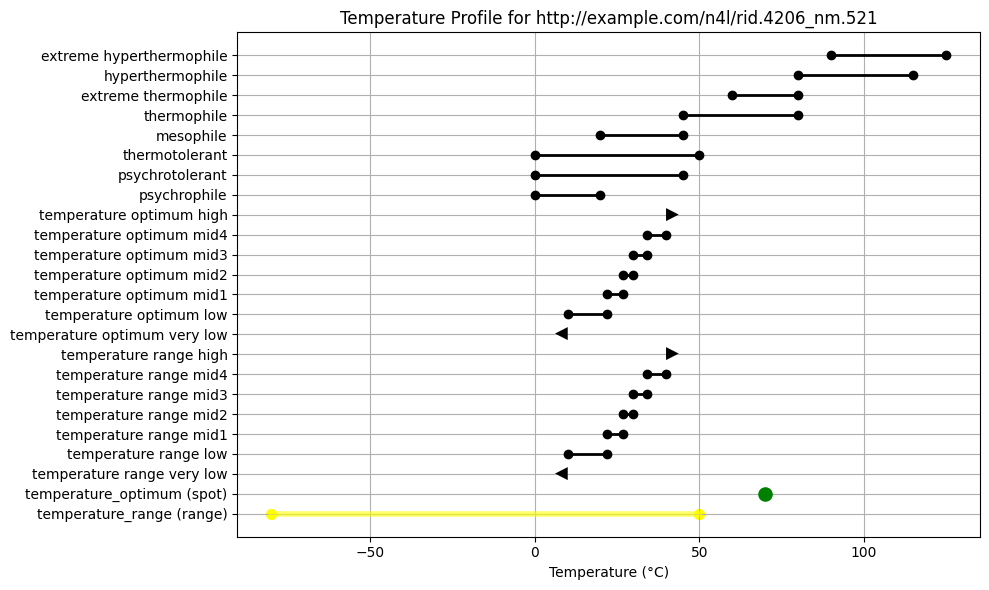 Temperature Profile for http://example.com/n4l/rid.4206_nm.521
extreme hyperthermophile
hyperthermophile
extreme thermophile
thermophile
mesophile
thermotolerant
psychrotolerant
psychrophile
temperature optimum high
temperature optimum mid4
temperature optimum mid3
temperature optimum mid2
temperature optimum mid1
temperature optimum low
temperature optimum very low
temperature range high
temperature range mid4
temperature range mid3
temperature range mid2
temperature range mid1
temperature range low
temperature range very low
temperature_optimum (spot)
temperature_range (range)
−50 0 50 100
Temperature (°C)